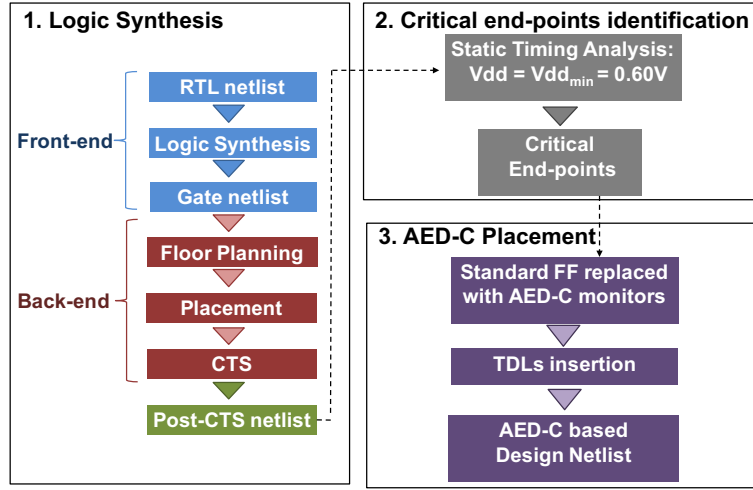 1. Logic Synthesis
RTL netlist
Front-end
Logic Synthesis
Gate netlist
Floor Planning
Back-end
Placement
CTS
Post-CTS netlist
2. Critical end-points identification
Static Timing Analysis:
Vdd = Vddmin = 0.60V
Critical
End-points
3. AED-C Placement
Standard FF replaced
with AED-C monitors
TDLs insertion
AED-C based
Design Netlist